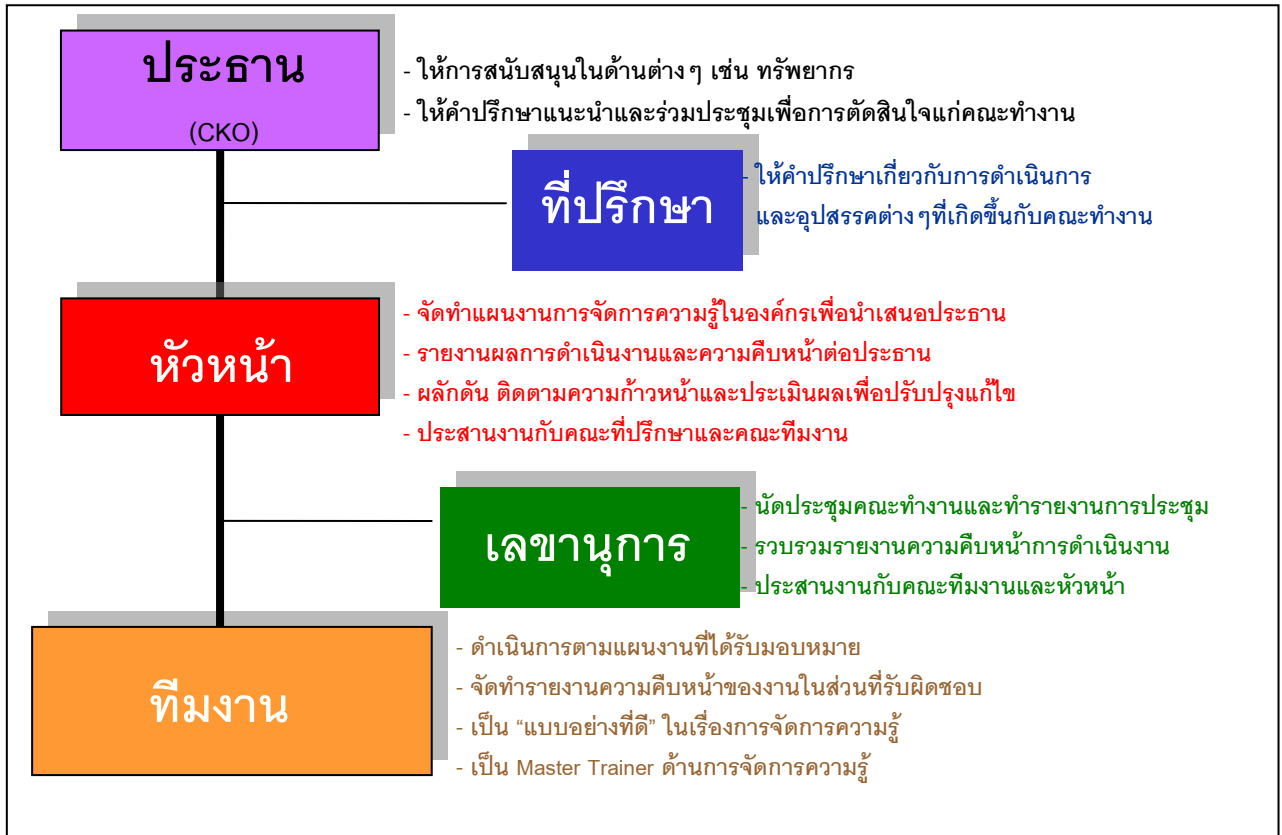 ประธาน
(CKO)
- ให้การสนับสนุนในด้านต่างๆ เช่น ทรัพยากร
- ให้คำปรึกษาแนะนำและร่วมประชุมเพื่อการตัดสินใจแก่คณะทำงาน
ที่ปรึกษา
- ให้คำปรึกษาเกี่ยวกับการดำเนินการ
และอุปสรรคต่างๆที่เกิดขึ้นกับคณะทำงาน
หัวหน้า
- จัดทำแผนงานการจัดการความรู้ในองค์กรเพื่อนำเสนอประธาน
- รายงานผลการดำเนินงานและความคืบหน้าต่อประธาน
- ผลักดัน ติดตามความก้าวหน้าและประเมินผลเพื่อปรับปรุงแก้ไข
- ประสานงานกับคณะที่ปรึกษาและคณะทีมงาน
เลขานุการ
- นัดประชุมคณะทำงานและทำรายงานการประชุม
- รวบรวมรายงานความคืบหน้าการดำเนินงาน
- ประสานงานกับคณะทีมงานและหัวหน้า
ทีมงาน
- ดำเนินการตามแผนงานที่ได้รับมอบหมาย
- จัดทำรายงานความคืบหน้าของงานในส่วนที่รับผิดชอบ
- เป็น “แบบอย่างที่ดี” ในเรื่องการจัดการความรู้
- เป็น Master Trainer ด้านการจัดการความรู้